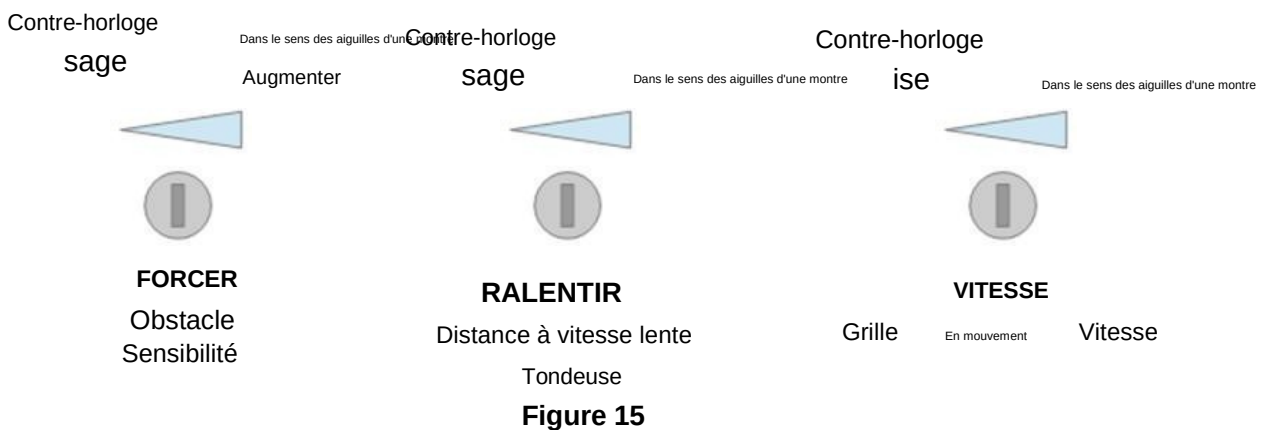 Contre-horloge
sage
Dans le sens des aiguilles d'une montre
Augmenter
FORCER
Obstacle
Sensibilité
Contre-horloge
sage
Dans le sens des aiguilles d'une montre
RALENTIR
Distance à vitesse lente
Tondeuse
Contre-horloge
ise
Dans le sens des aiguilles d'une montre
VITESSE
Grille En mouvement Vitesse
Figure 15